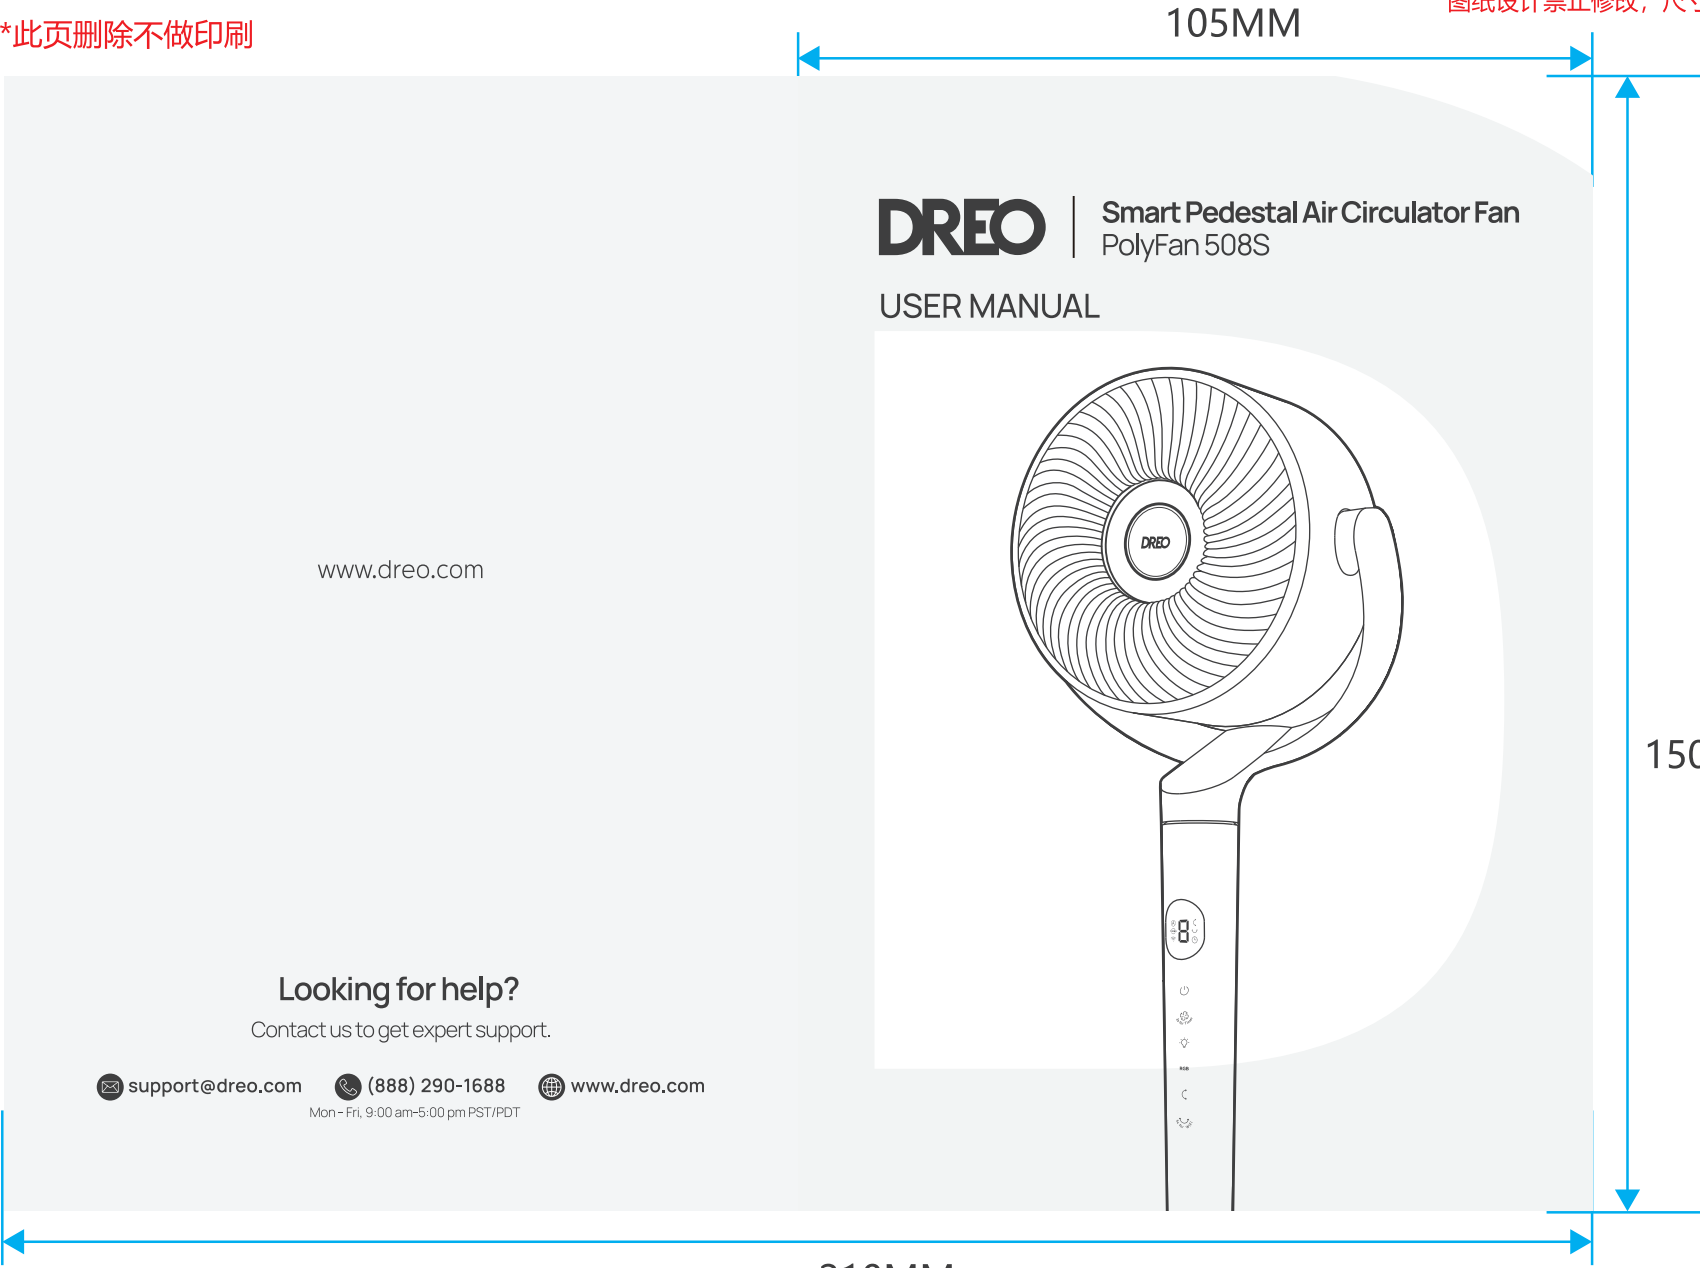 *此页删除不做印刷
105MM
DREO
Smart Pedestal Air Circulator Fan
PolyFan 508S
USER MANUAL
DREO
www.dreo.com
8
RGB
Looking for help?
Contact us to get expert support.
support@dreo.com
(888) 290-1688
www.dreo.com
Mon - Fri, 9:00 am-5:00 pm PST/PDT